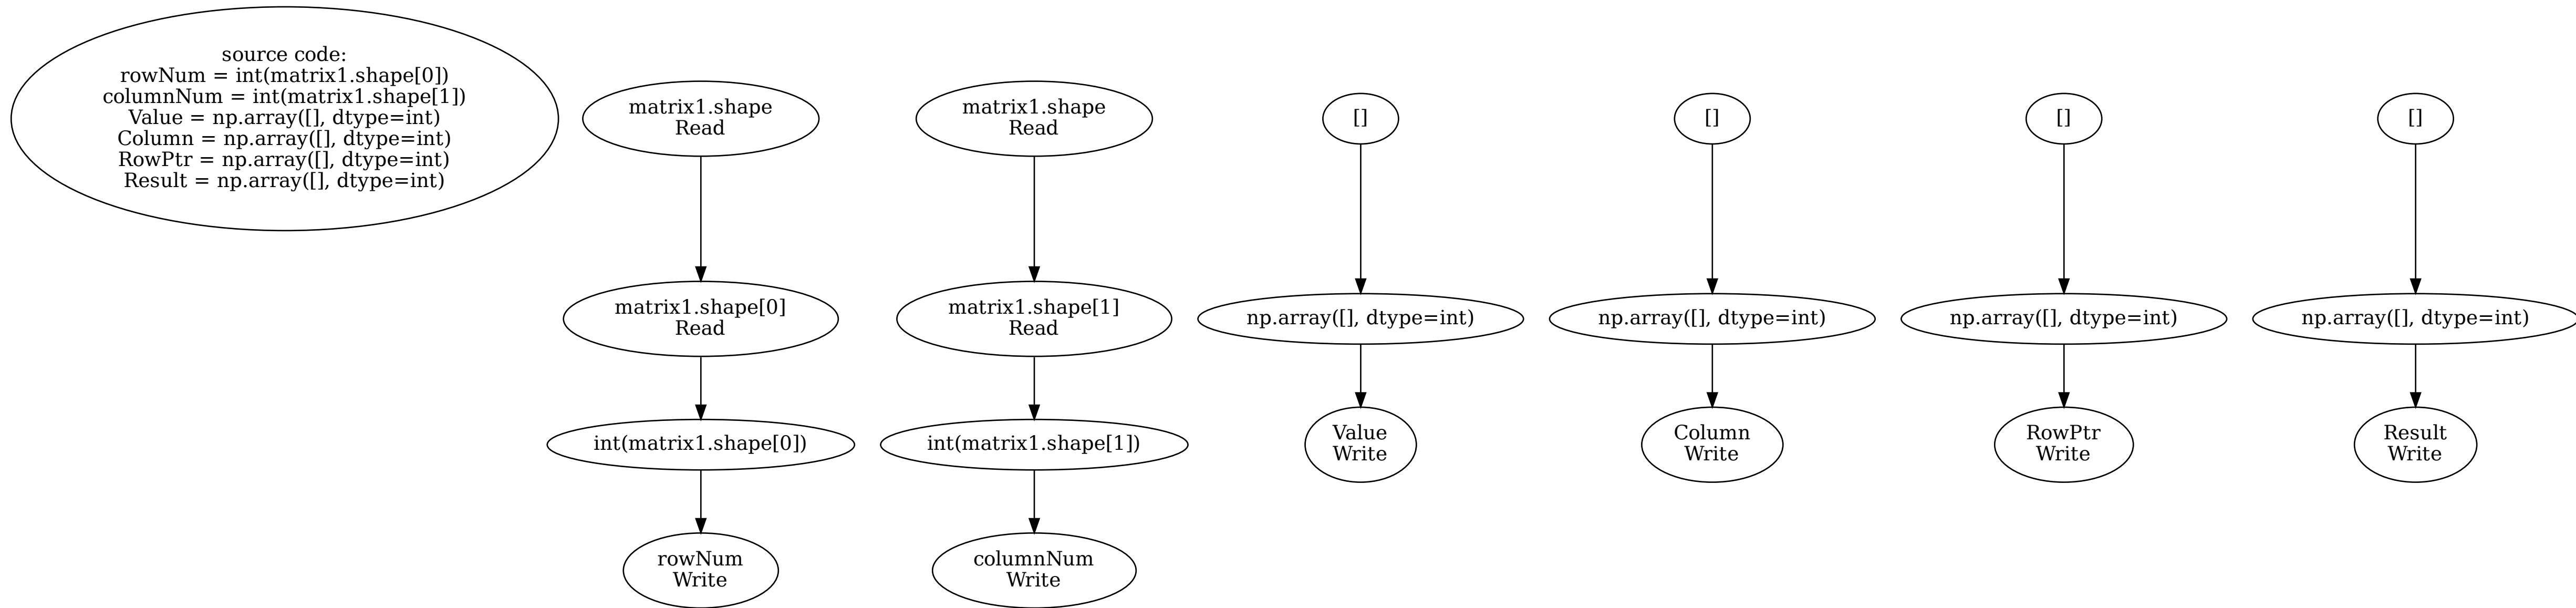 source code:
rowNum = int(matrix1.shape[0])
columnNum = int(matrix1.shape[1])
Value = np.array([], dtype=int)
Column = np.array([], dtype=int)
RowPtr = np.array([], dtype=int)
Result = np.array([], dtype=int)
matrix1.shape
Read
matrix1.shape
Read
[]
[]
[]
[]
matrix1.shape[0]
Read
matrix1.shape[1]
Read
np.array([], dtype=int)
np.array([], dtype=int)
np.array([], dtype=int)
np.array([], dtype=int)
int(matrix1.shape[0])
int(matrix1.shape[1])
Value
Write
Column
Write
RowPtr
Write
Result
Write
rowNum
Write
columnNum
Write